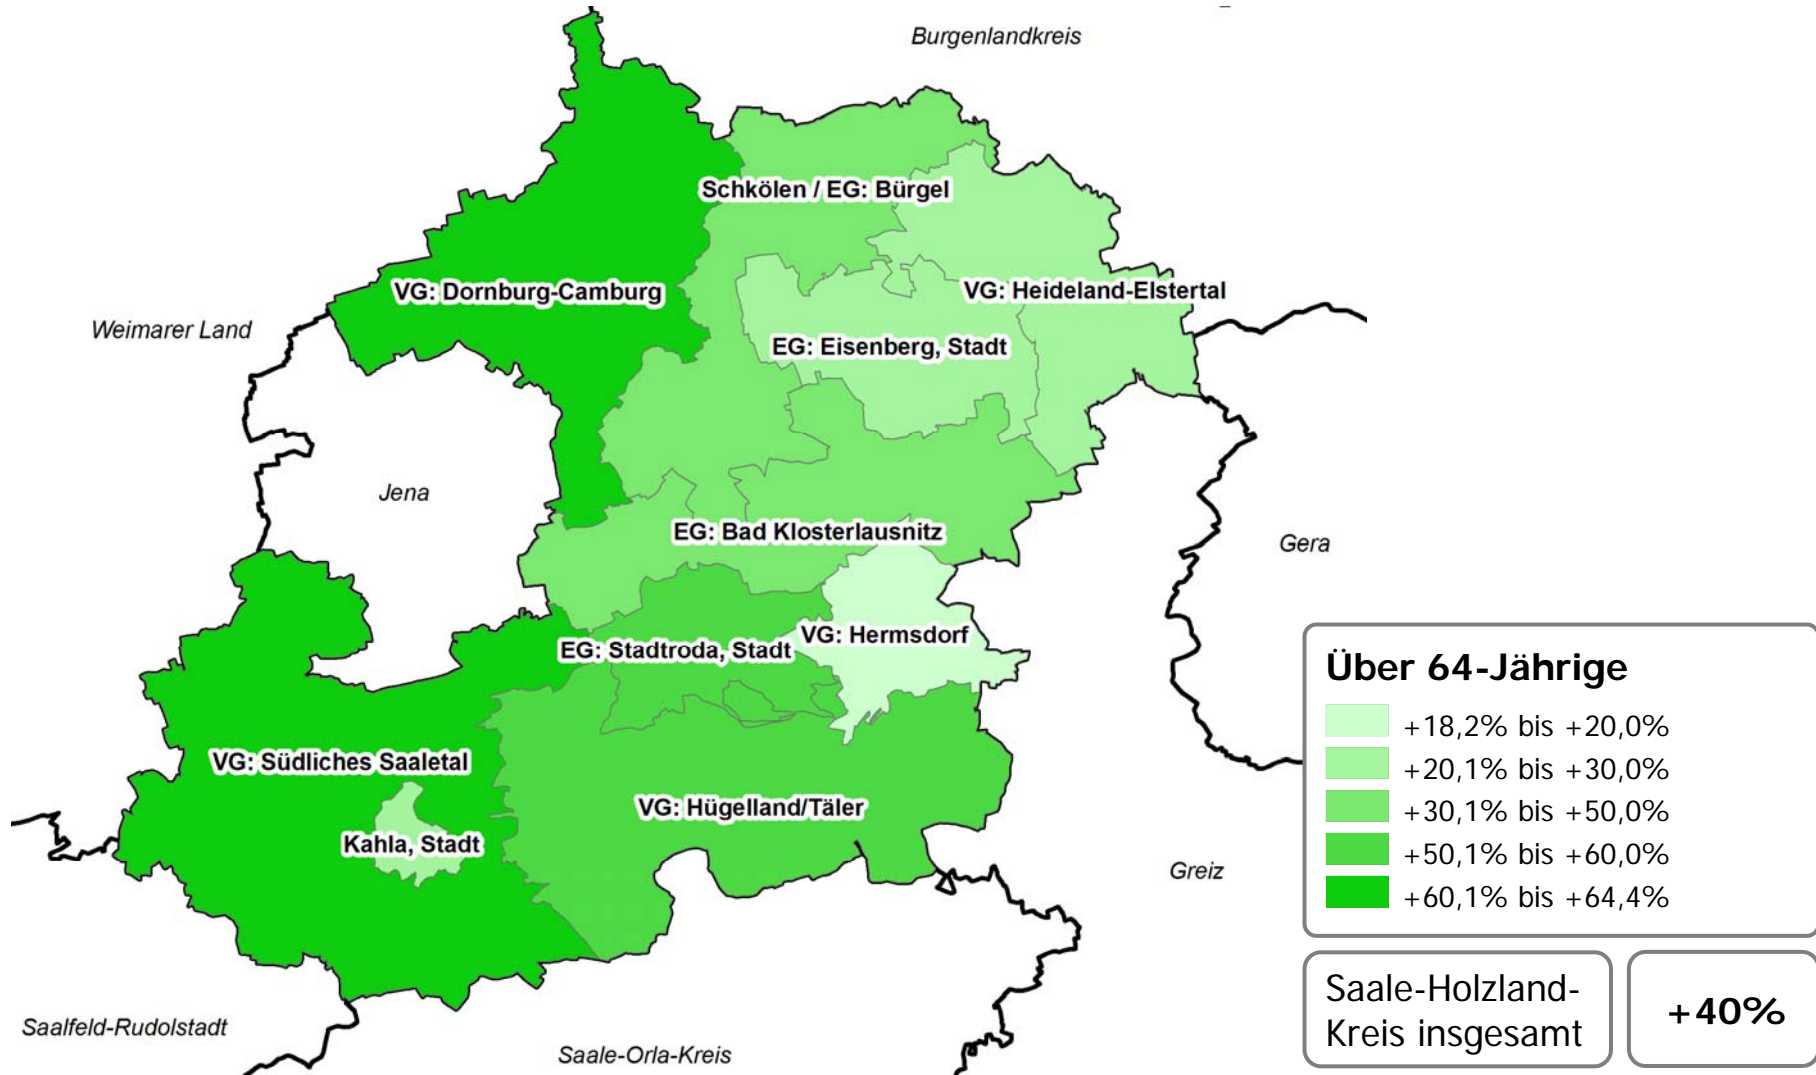 Burgenlandkreis
Schkölen / EG: Bürgel
VG: Dornburg-Camburg
VG: Heideland-Elstertal
Weimarer Land
EG: Eisenberg, Stadt
Jena
EG: Bad Klosterlausnitz
Gera
VG: Hermsdorf
EG: Stadtroda, Stadt
VG: Südliches Saaletal
VG: Hügelland/Täler
Kahla, Stadt
Greiz
Saalfeld-Rudolstadt
Saale-Orla-Kreis
Über 64-Jährige
+18,2% bis +20,0%
+20,1% bis +30,0%
+30,1% bis +50,0%
+50,1% bis +60,0%
+60,1% bis +64,4%
Saale-Holzland-
Kreis insgesamt
+40%